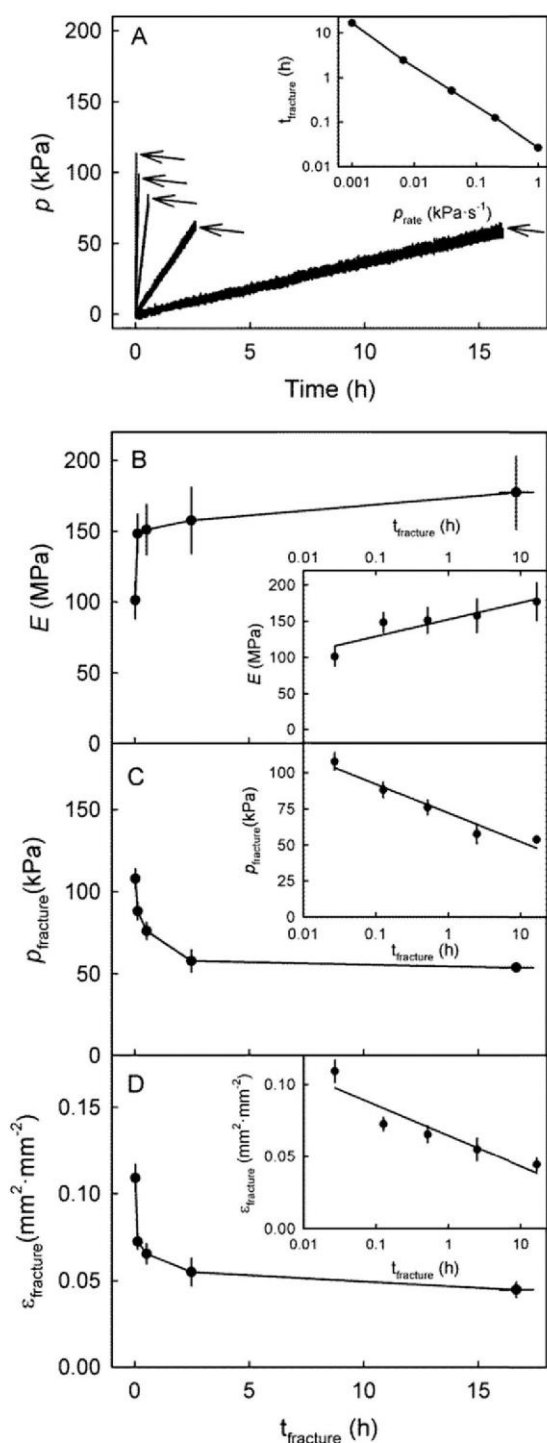 A
200
150
100
50
0
p (kPa)
0 5 10 15
Time (h)
10
1
0.1
0.01
t_fracture (h)
0.001 0.01 0.1 1
p_rate (kPa·s⁻¹)
B
200
150
100
50
0
E (MPa)
t_fracture (h)
0.01 0.1 1 10
200
150
100
50
0
E (MPa)
C
150
100
50
0
p_fracture(kPa)
100
75
50
25
0
p_fracture(kPa)
0.01 0.1 1 10
t_fracture (h)
D
0.15
0.10
0.05
0.00
ε_fracture(mm²·mm⁻²)
0.10
0.05
0.00
ε_fracture (mm²·mm⁻²)
0.01 0.1 1 10
t_fracture (h)
0 5 10 15
t_fracture (h)